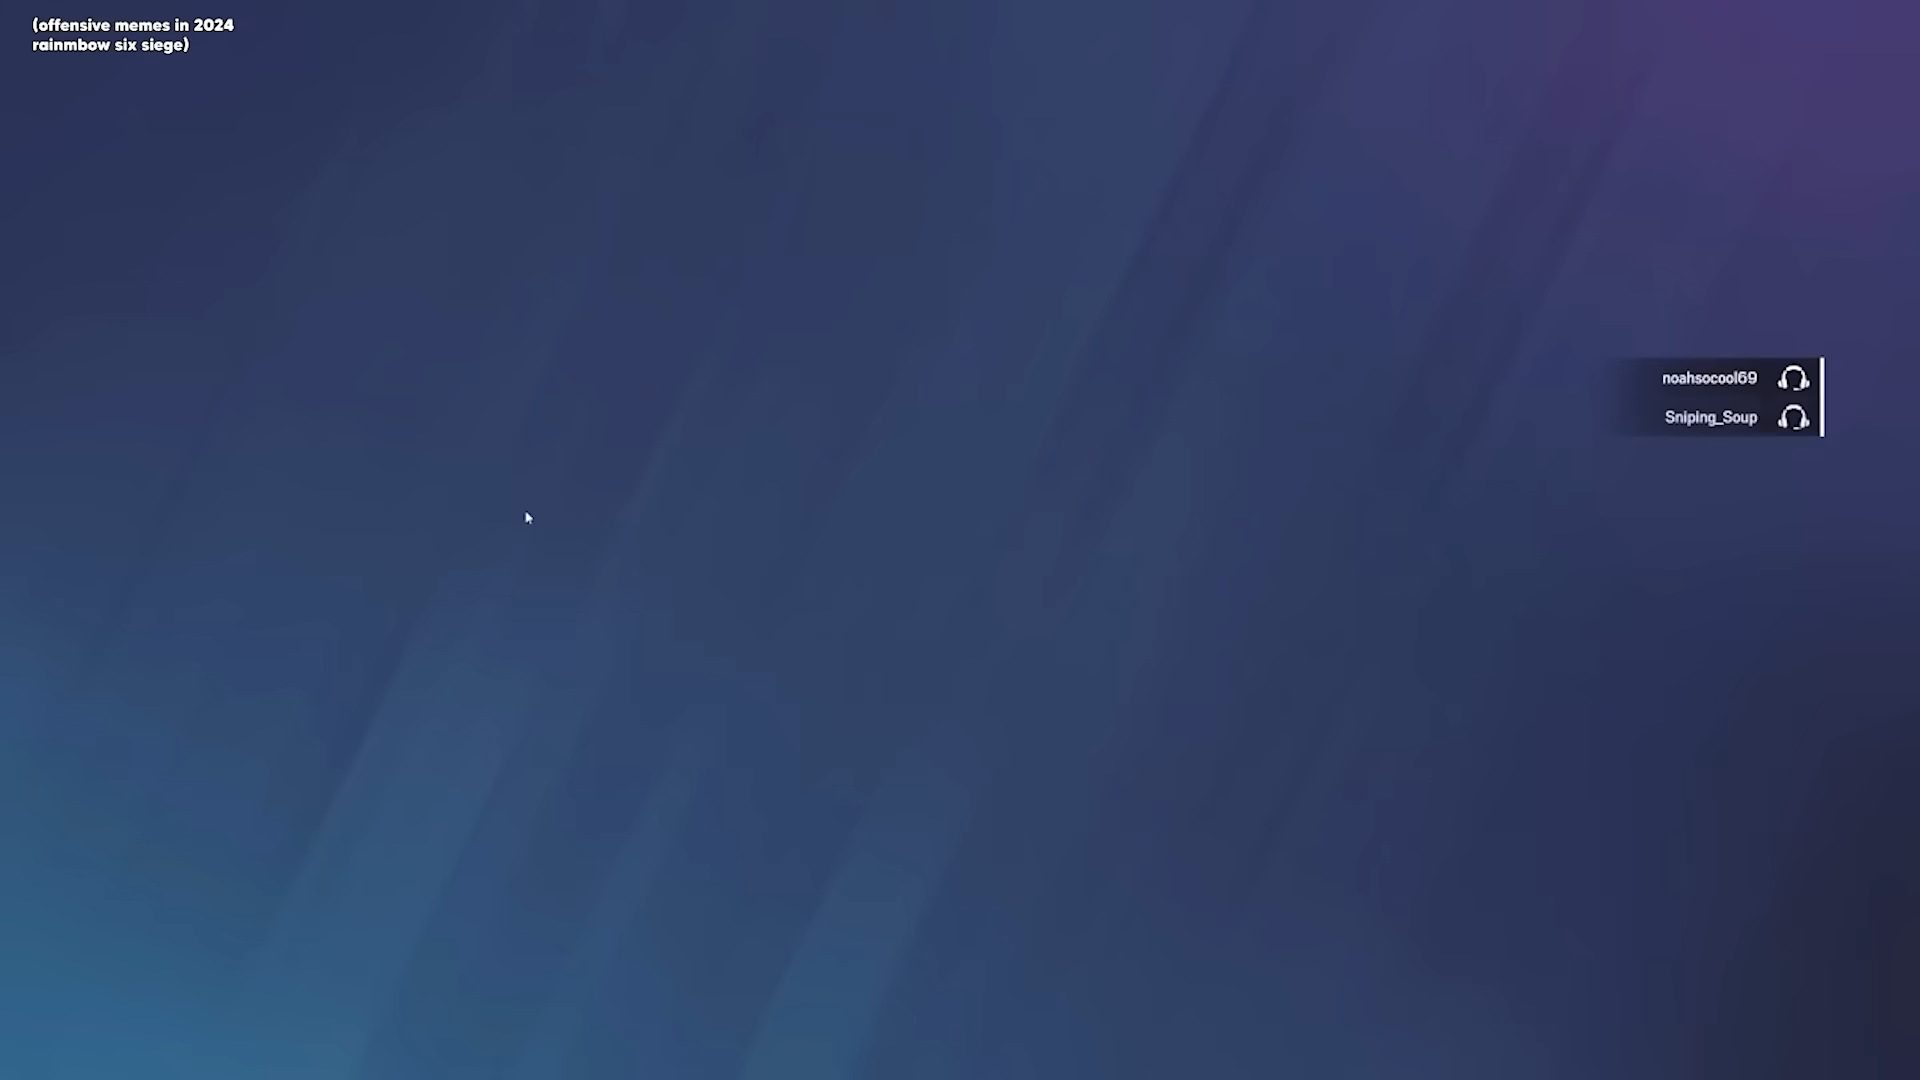 (offensive memes in 2024
rainmbow six siege)
noahsocool69
Sniping_Soup